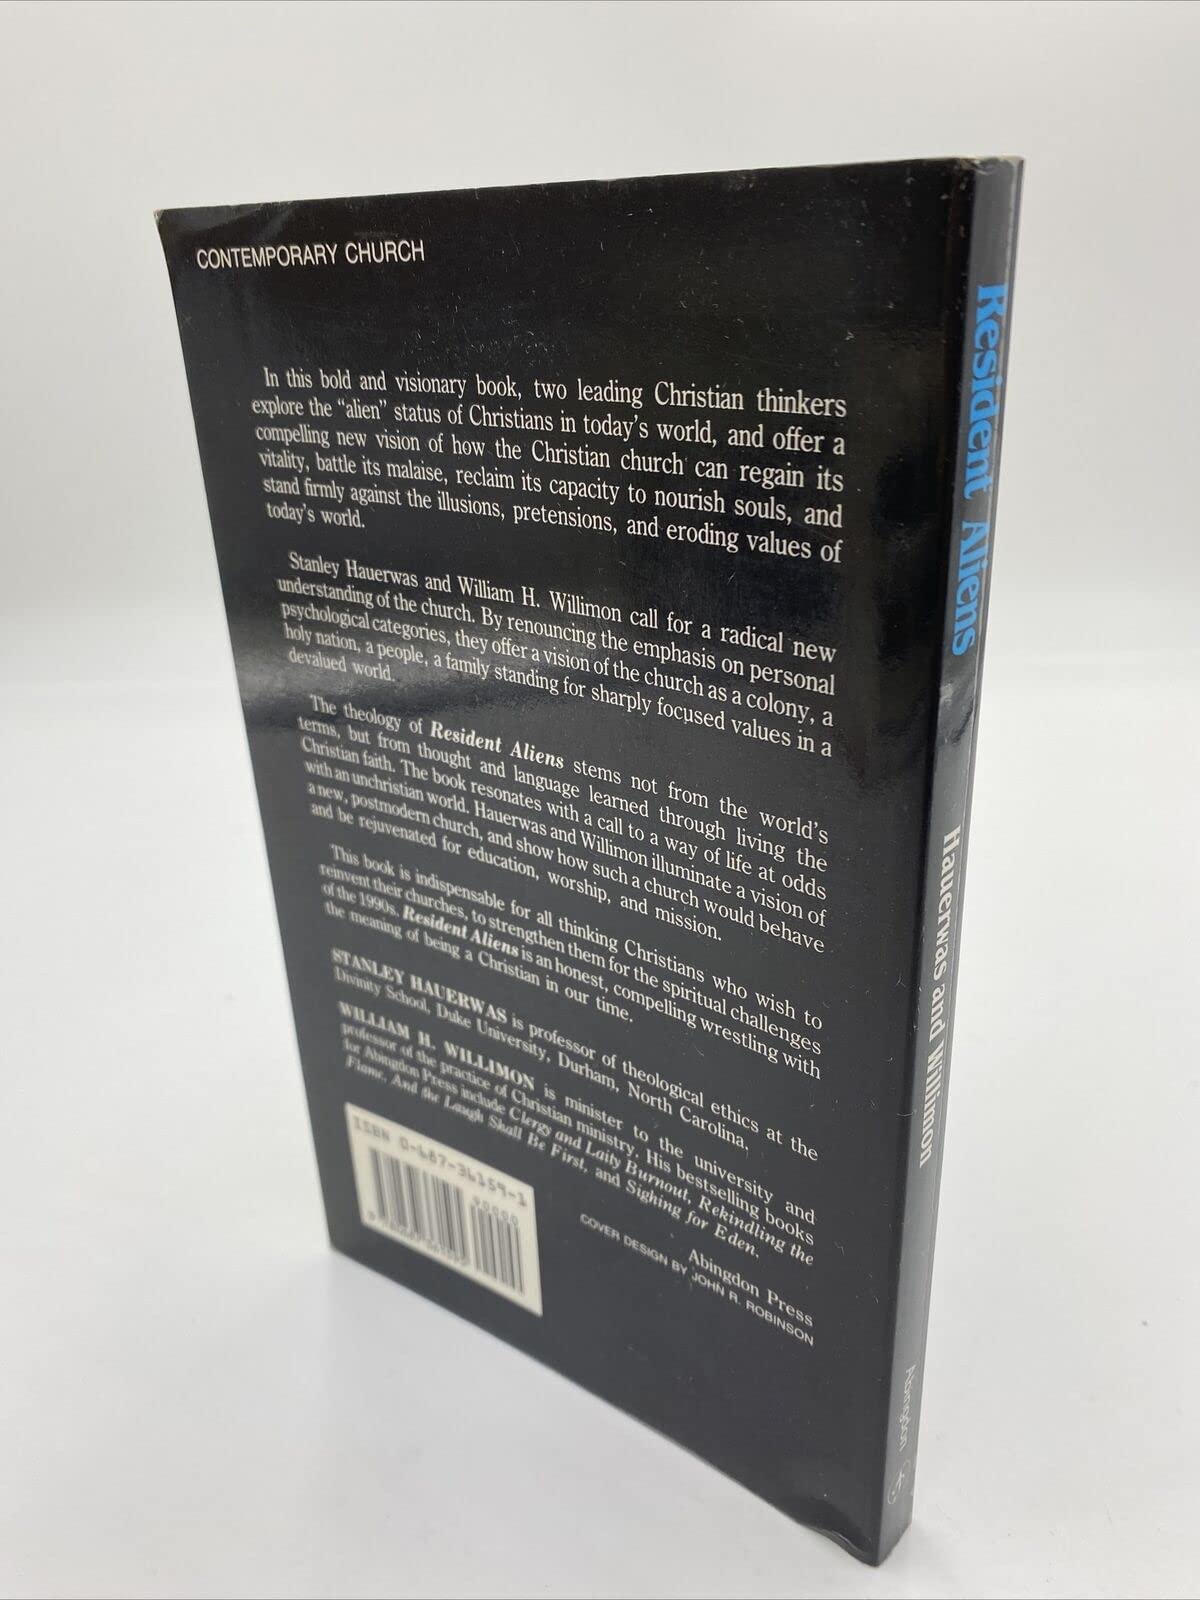 CONTEMPORARY CHURCH
In this bold and visionary book, two leading Christian thinkers
explore the “alien” status of Christians in today’s world, and offer a
compelling new vision of how the Christian church can regain its
vitality, battle its malaise, reclaim its capacity to nourish souls, and
stand firmly against the illusions, pretensions, and eroding values of
today’s world.
Stanley Hauerwas and William H. Willimon call for a radical new
understanding of the church. By renouncing the emphasis on personal
psychological categories, they offer a vision of the church as a colony, a
holy nation, a people, a family standing for sharply focused values in a
devalued world.
The theology of Resident Aliens stems not from the world’s
terms, but from thought and language learned through living the
Christian faith. The book resonates with a call to a way of life at odds
with an unchristian world. Hauerwas and Willimon illuminate a vision of
a new, postmodern church, and show how such a church would behave
and be rejuvenated for education, worship, and mission.
This book is indispensable for all thinking Christians who wish to
reinvent their churches, to strengthen them for the spiritual challenges
of the 1990s. Resident Aliens is an honest, compelling wrestling with
the meaning of being a Christian in our time.
STANLEY HAUERWAS is professor of theological ethics at the
Divinity School, Duke University, Durham, North Carolina.
WILLIAM H. WILLIMON is minister to the university and
professor of the practice of Christian ministry. His bestselling books
for Abingdon Press include Clergy and Laity Burnout, Rekindling the
Flame, And the Laugh Shall Be First, and Sighing for Eden.
Abingdon Press
COVER DESIGN BY JOHN R. ROBINSON
ISBN 0-687-36159-1
90000
Resident Aliens
Hauerwas and Willimon
Abingdon